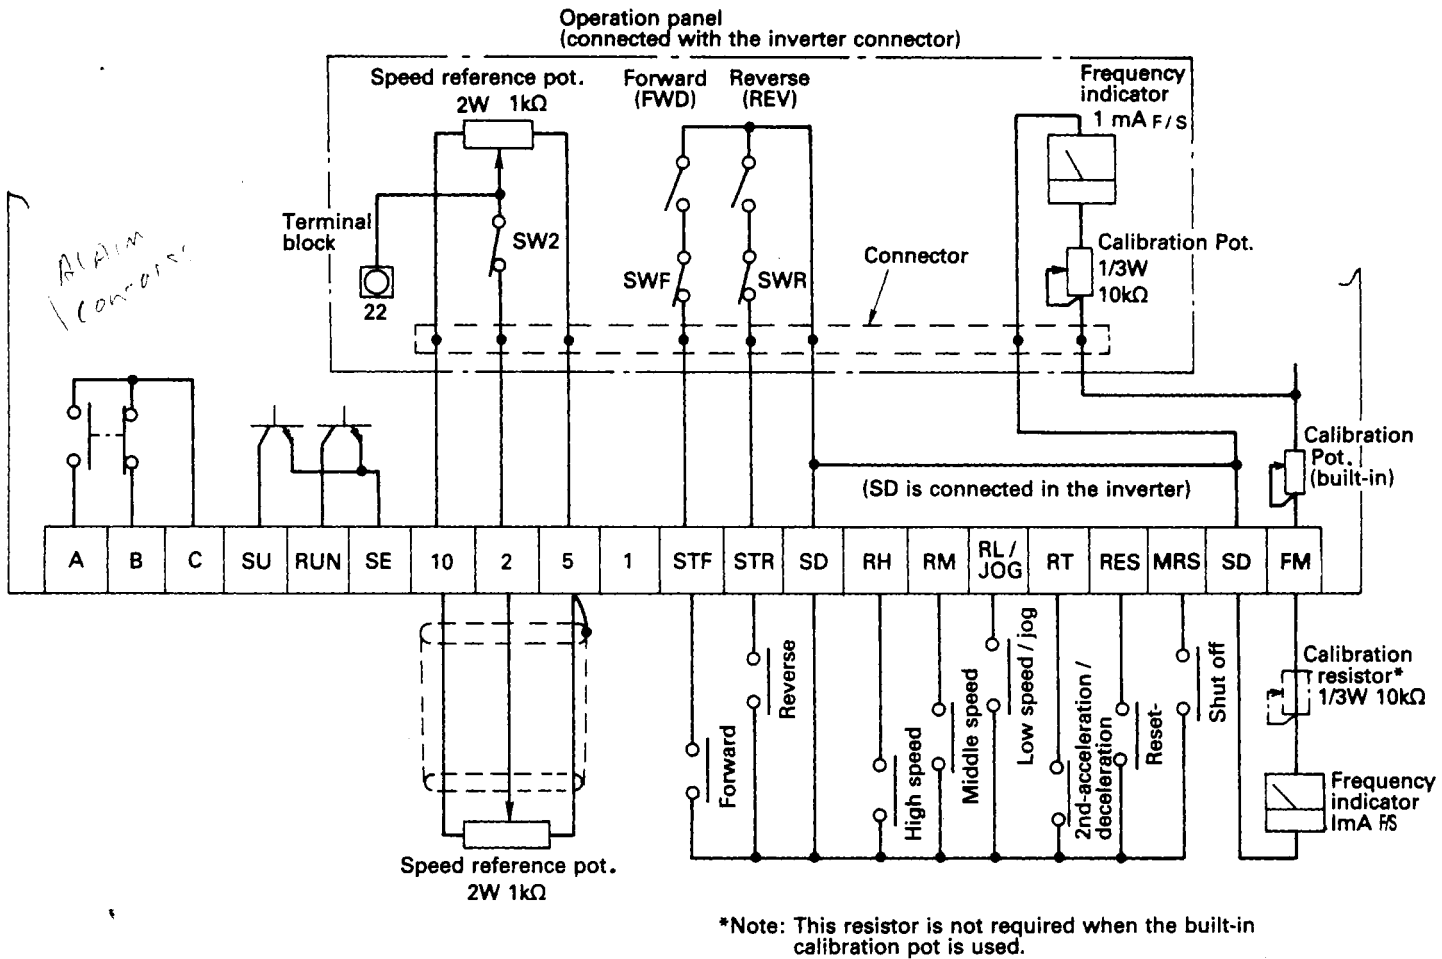 Operation panel
(connected with the inverter connector)
Speed reference pot.
2W 1kΩ
Forward
(FWD)
Reverse
(REV)
Frequency
indicator
1 mA F/S
Terminal
block
22
SW2
SWF
SWR
Connector
Calibration Pot.
1/3W
10kΩ
Alarm
Calibration
Pot.
(built-in)
(SD is connected in the inverter)
A B C SU RUN SE 10 2 5 1 STF STR SD RH RM RL/JOG RT RES MRS SD FM
Forward
Reverse
High speed
Middle speed
Low speed / jog
2nd-acceleration /
deceleration
Reset-
Shut off
Calibration
resistor*
1/3W 10kΩ
Frequency
indicator
1mA F/S
Speed reference pot.
2W 1kΩ
*Note: This resistor is not required when the built-in
calibration pot is used.